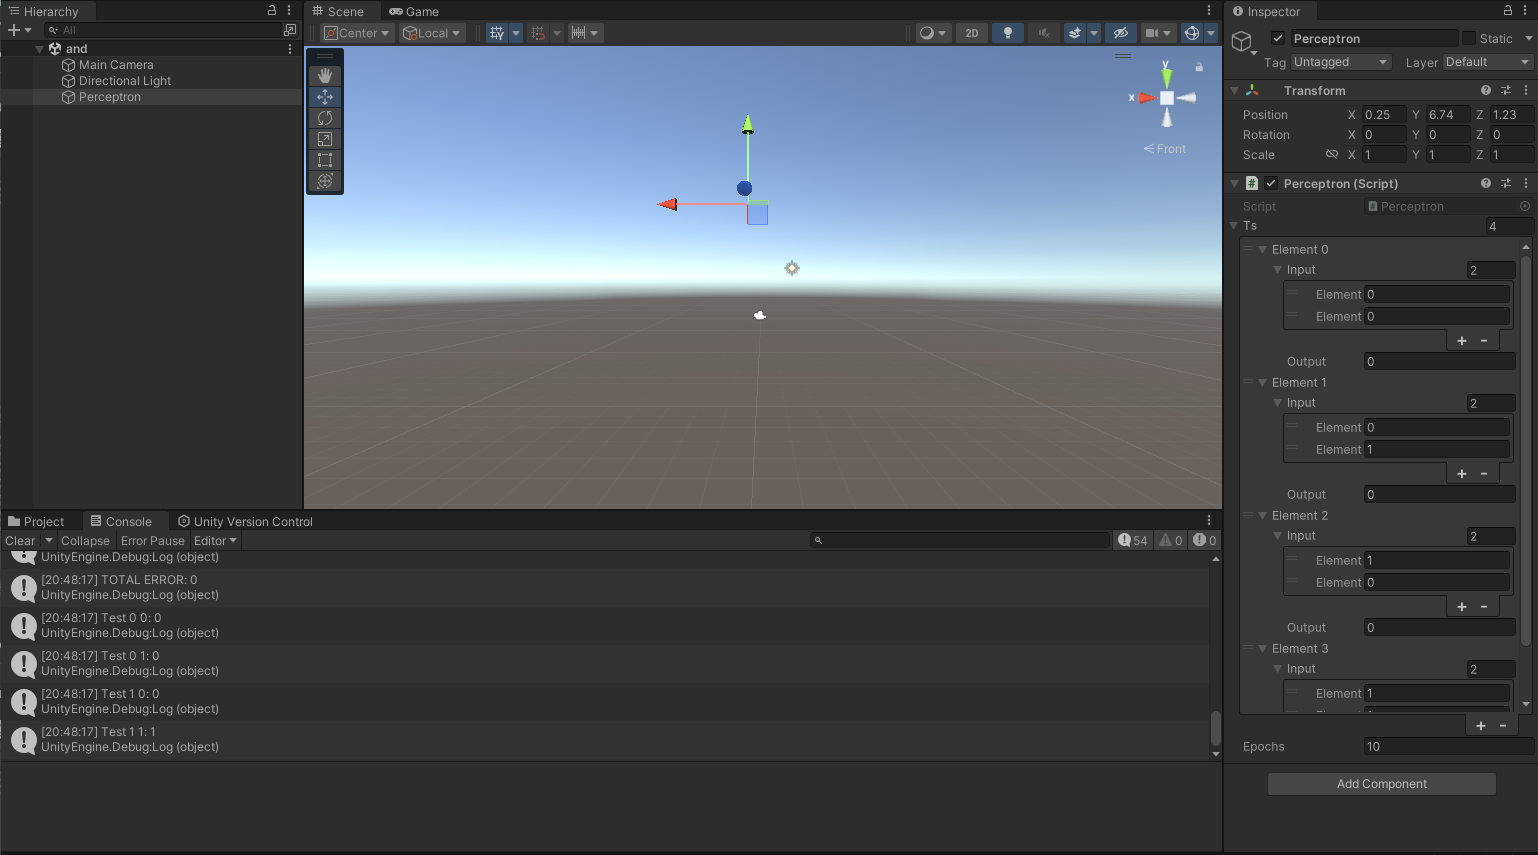 Hierarchy
All
and
Main Camera
Directional Light
Perceptron
Scene
Game
Center
Local
2D
y
x
Front
Inspector
Perceptron
Static
Tag Untagged
Layer Default
Transform
Position X 0.25 Y 6.74 Z 1.23
Rotation X 0 Y 0 Z 0
Scale X 1 Y 1 Z 1
Perceptron (Script)
Script Perceptron
Ts 4
Element 0
Input 2
Element 0
Element 0
+ -
Output 0
Element 1
Input 2
Element 0
Element 1
+ -
Output 0
Element 2
Input 2
Element 1
Element 0
+ -
Output 0
Element 3
Input 2
Element 1
+ -
Epochs 10
Add Component
Project
Console
Unity Version Control
Clear
Collapse
Error Pause
Editor
54
0
0
UnityEngine.Debug:Log (object)
[20:48:17] TOTAL ERROR: 0
UnityEngine.Debug:Log (object)
[20:48:17] Test 0 0: 0
UnityEngine.Debug:Log (object)
[20:48:17] Test 0 1: 0
UnityEngine.Debug:Log (object)
[20:48:17] Test 1 0: 0
UnityEngine.Debug:Log (object)
[20:48:17] Test 1 1: 1
UnityEngine.Debug:Log (object)